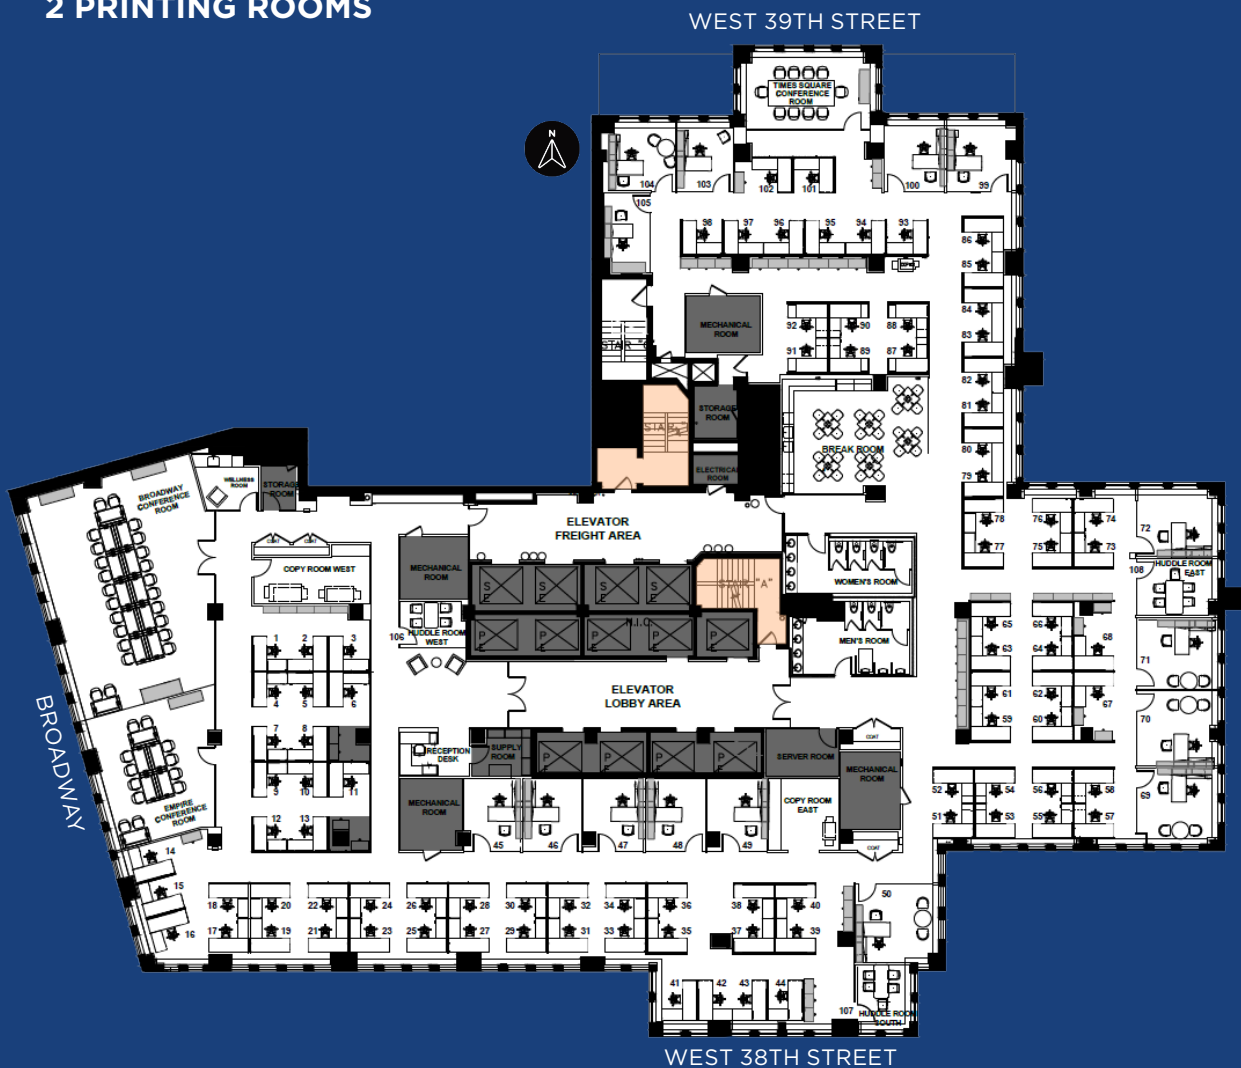 2 PRINTING ROOMS
WEST 39TH STREET
TIMES SQUARE
CONFERENCE
ROOM
N
104
103
102
101
100
99
105
98
97
96
95
94
93
86
85
84
83
82
81
80
79
MECHANICAL
ROOM
92
90
88
91
89
87
STORAGE
ROOM
BREAK ROOM
ELECTRICAL
ROOM
BROADWAY
CONFERENCE
ROOM
WELLNESS
ROOM
STORAGE
ROOM
ELEVATOR
FREIGHT AREA
78
76
74
77
75
73
72
COAT
COAT
COPY ROOM WEST
MECHANICAL
ROOM
S
E
S
E
S
E
S
E
STAIR "A"
WOMEN'S ROOM
108
HUDDLE ROOM
EAST
106
HUDDLE ROOM
WEST
N.I.C.
P
E
P
E
P
E
P
E
P
E
MEN'S ROOM
1
2
3
4
5
6
65
66
63
64
68
61
62
67
59
60
71
70
69
ELEVATOR
LOBBY AREA
BROADWAY
7
8
9
10
11
12
13
RECEPTION
DESK
SUPPLY
ROOM
P
E
P
E
P
E
P
E
SERVER ROOM
COAT
MECHANICAL
ROOM
EMPIRE
CONFERENCE
ROOM
MECHANICAL
ROOM
COPY ROOM
EAST
COAT
52
54
56
58
51
53
55
57
45
46
47
48
49
14
15
16
18
20
22
24
26
28
30
32
34
36
38
40
17
19
21
23
25
27
29
31
33
35
37
39
50
41
42
43
44
107
HUDDLE ROOM
SOUTH
WEST 38TH STREET